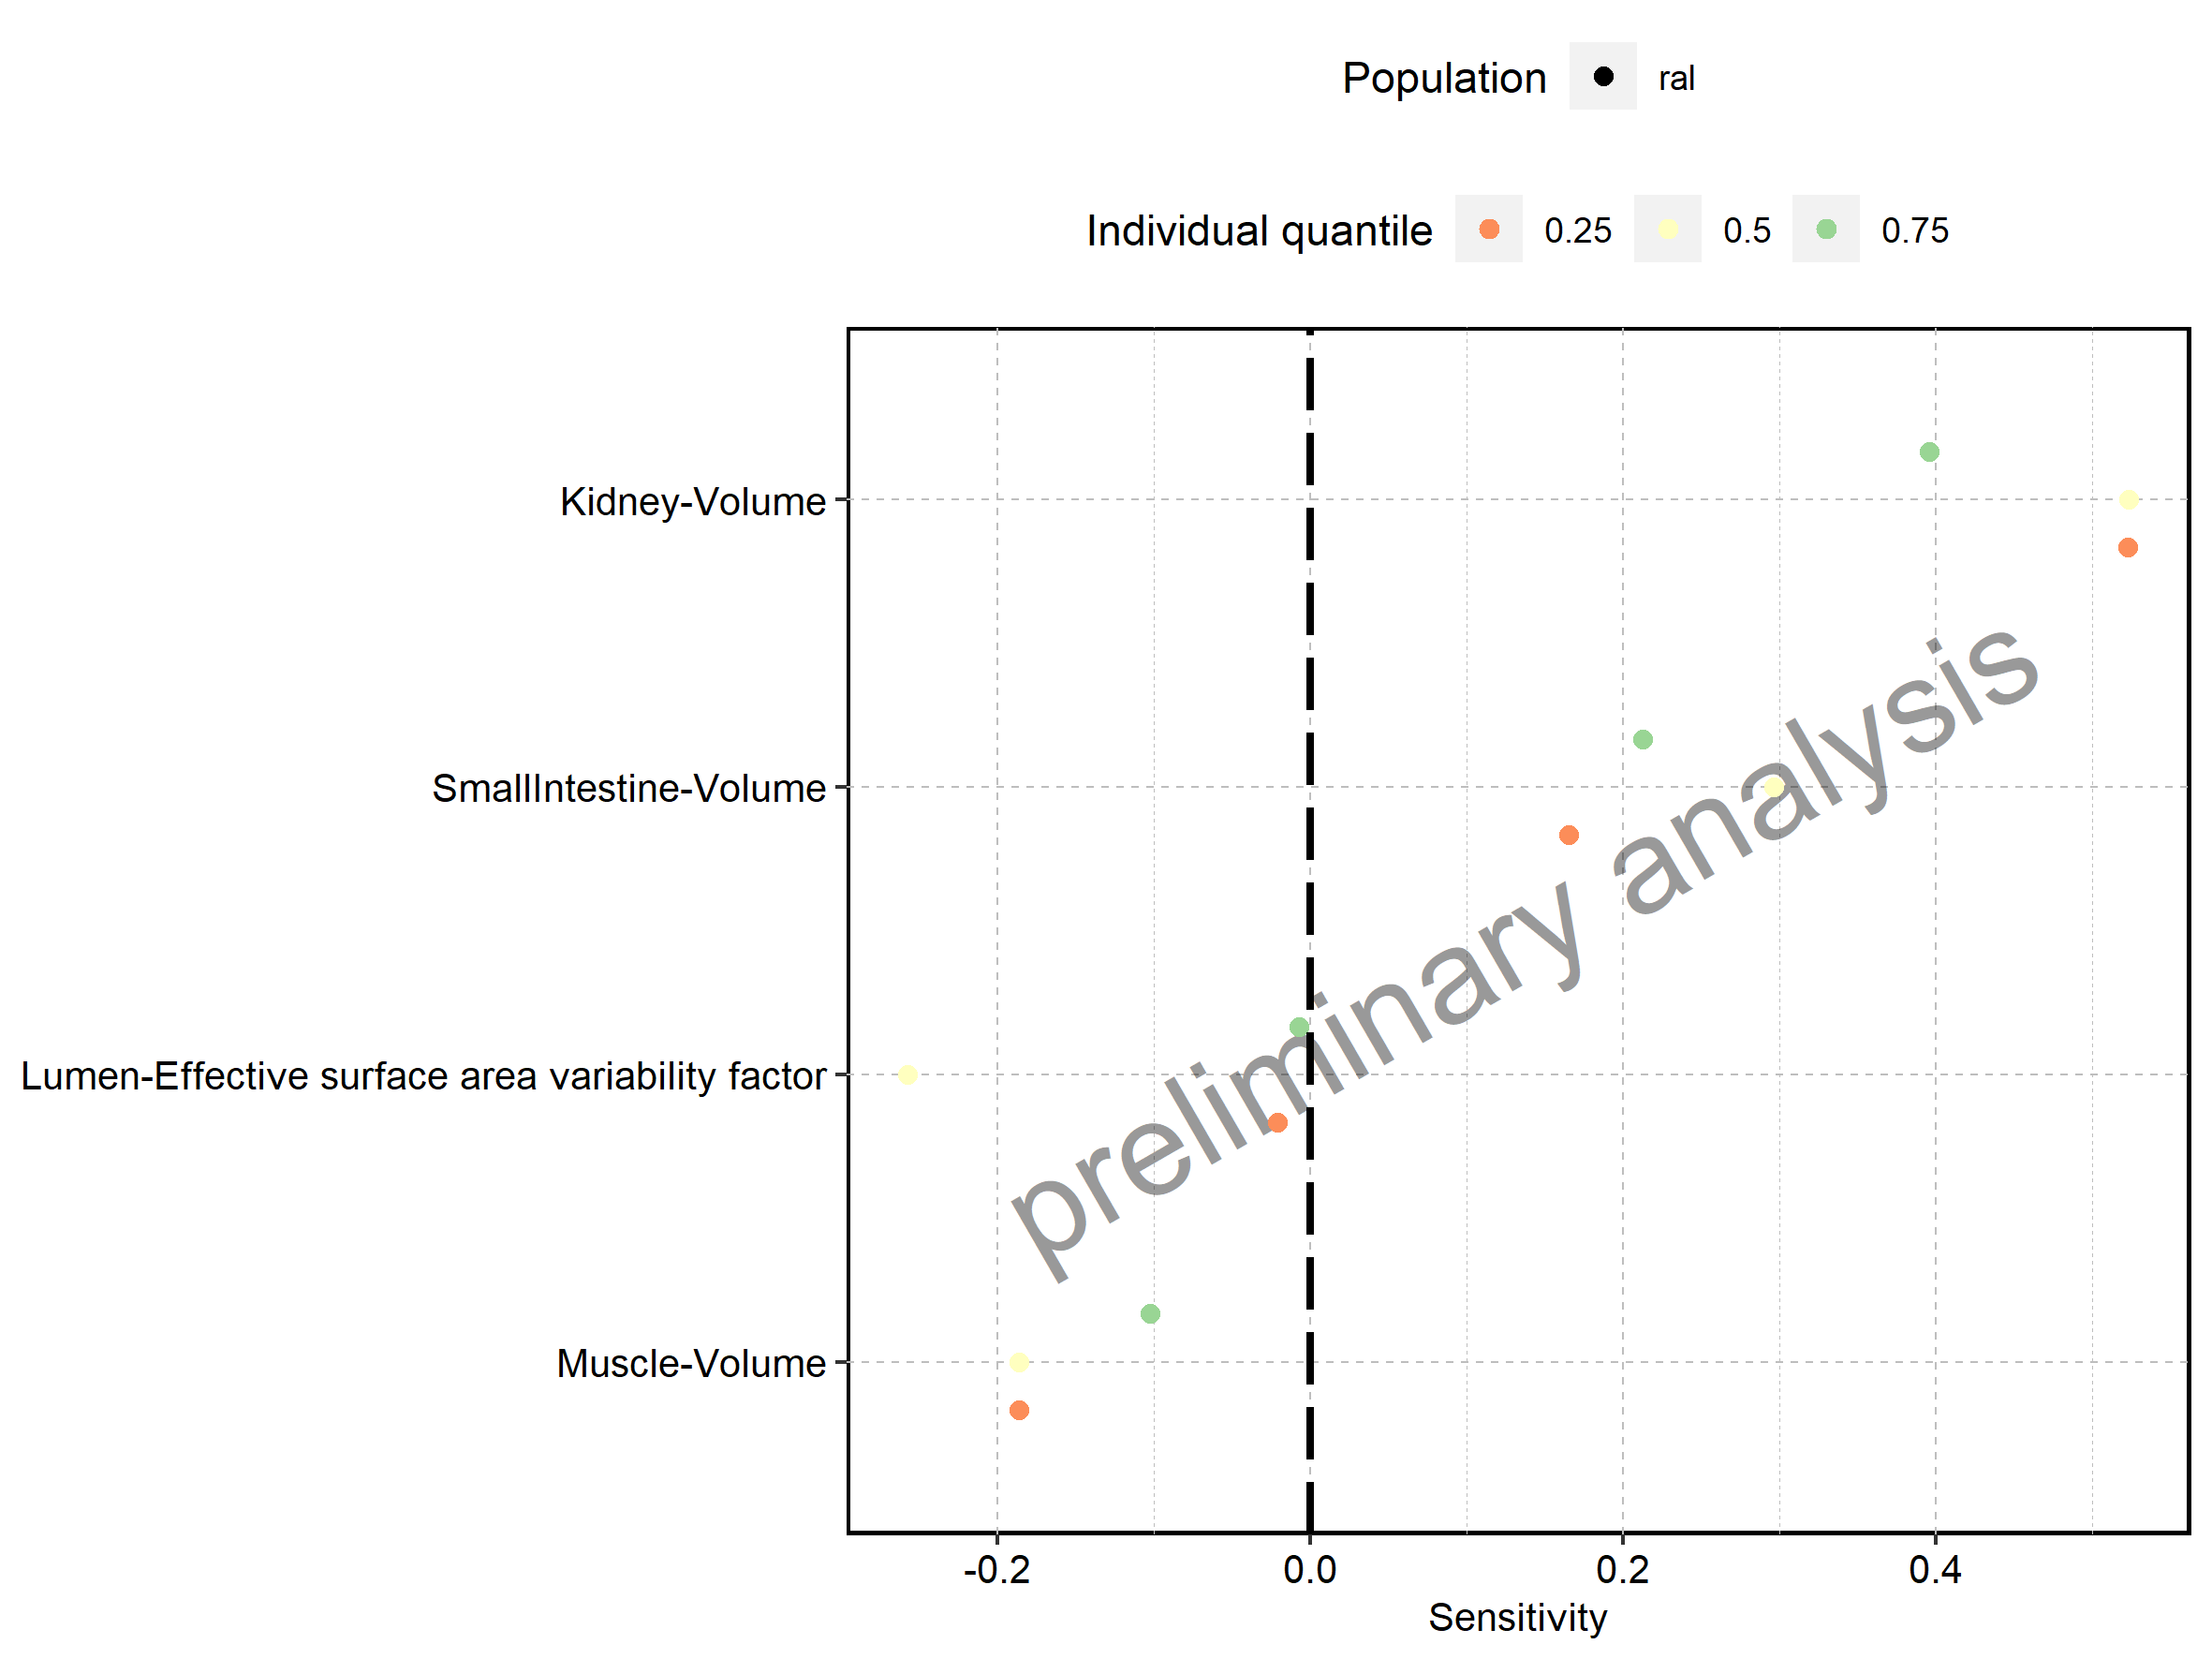 Population ral
Individual quantile 0.25 0.5 0.75
Kidney-Volume
SmallIntestine-Volume
Lumen-Effective surface area variability factor
Muscle-Volume
preliminary analysis
-0.2 0.0 0.2 0.4
Sensitivity